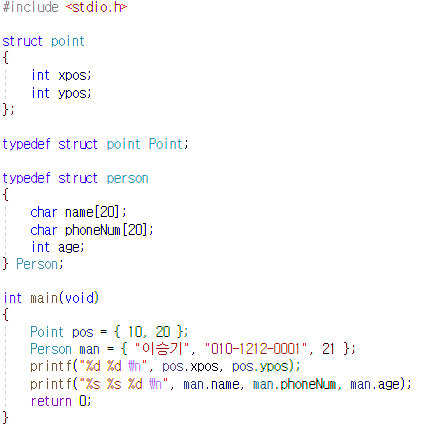 #include <stdio.h>
struct point
{
int xpos;
int ypos;
};
typedef struct point Point;
typedef struct person
{
char name[20];
char phoneNum[20];
int age;
} Person;
int main(void)
{
Point pos = { 10, 20 };
Person man = { "이승기", "010-1212-0001", 21 };
printf("%d %d ₩n", pos.xpos, pos.ypos);
printf("%s %s %d ₩n", man.name, man.phoneNum, man.age);
return 0;
}